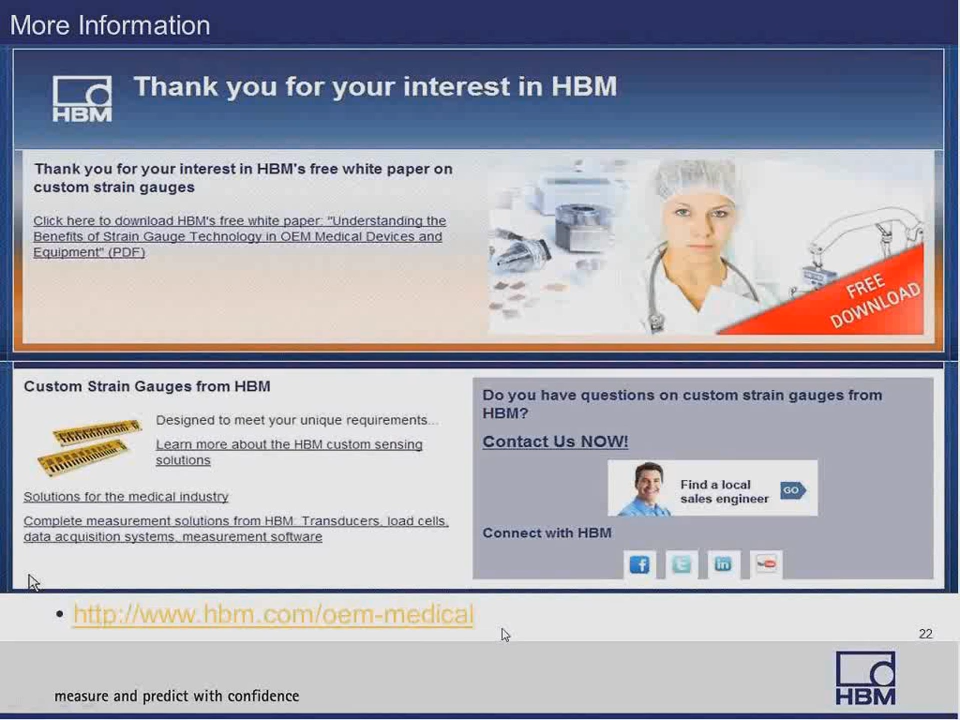 More Information
HBM
Thank you for your interest in HBM
Thank you for your interest in HBM's free white paper on
custom strain gauges
Click here to download HBM's free white paper: "Understanding the
Benefits of Strain Gauge Technology in OEM Medical Devices and
Equipment" (PDF)
FREE
DOWNLOAD
Custom Strain Gauges from HBM
Designed to meet your unique requirements...
Learn more about the HBM custom sensing
solutions
Solutions for the medical industry
Complete measurement solutions from HBM: Transducers, load cells,
data acquisition systems, measurement software
Do you have questions on custom strain gauges from
HBM?
Contact Us NOW!
Find a local
sales engineer
GO
Connect with HBM
f
t
in
You Tube
• http://www.hbm.com/oem-medical
22
measure and predict with confidence
HBM